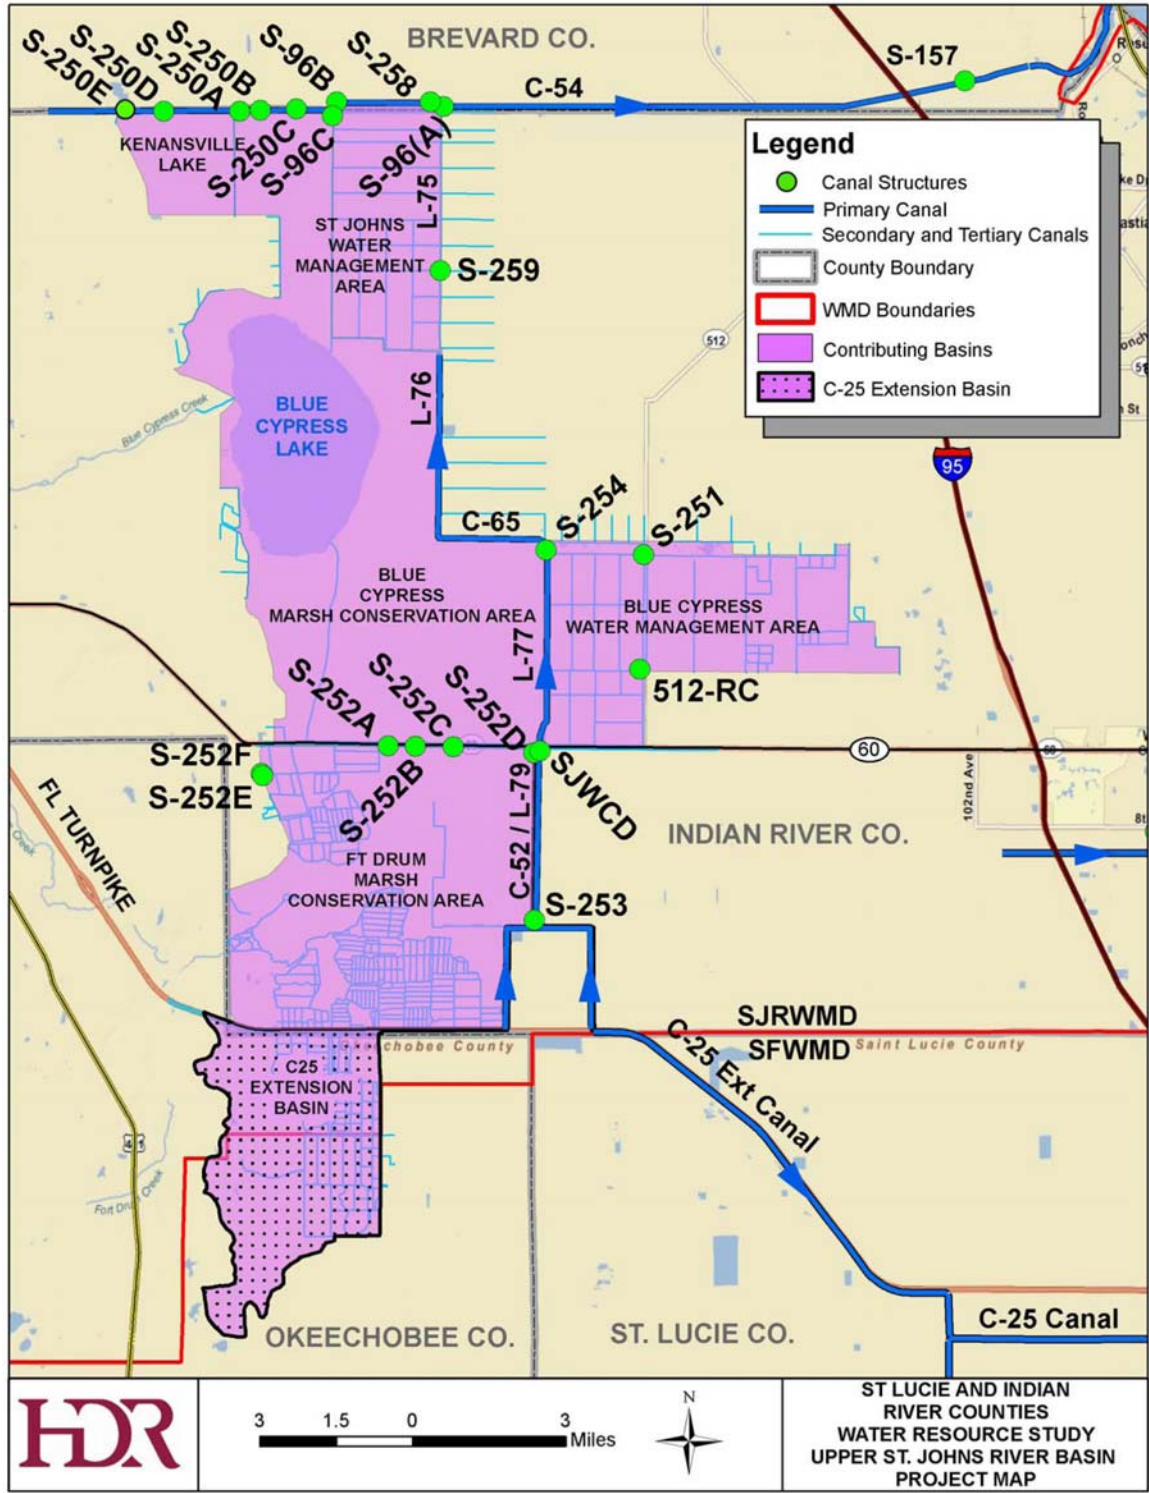 BREVARD CO.
S-250E
S-250D
S-250A
S-250B
S-96B
S-258
S-157
C-54
S-250C
S-96C
S-96(A)
KENANSVILLE
LAKE
L-75
ST JOHNS
WATER
MANAGEMENT
AREA
S-259
Legend
Canal Structures
Primary Canal
Secondary and Tertiary Canals
County Boundary
WMD Boundaries
Contributing Basins
C-25 Extension Basin
512
L-76
Blue Cypress Creek
BLUE
CYPRESS
LAKE
95
C-65
S-254
S-251
BLUE
CYPRESS
MARSH CONSERVATION AREA
BLUE CYPRESS
WATER MANAGEMENT AREA
L-77
512-RC
S-252A
S-252C
S-252D
S-252B
S-252F
S-252E
SJWCD
60
60
102nd Ave
FL TURNPIKE
C-52 / L-79
INDIAN RIVER CO.
FT DRUM
MARSH
CONSERVATION AREA
S-253
SJRWMD
SFWMD
Okeechobee County
Saint Lucie County
C25
EXTENSION
BASIN
C-25 Ext Canal
441
Fort Drum Creek
OKEECHOBEE CO.
ST. LUCIE CO.
C-25 Canal
HDR
3 1.5 0 3
Miles
N
ST LUCIE AND INDIAN
RIVER COUNTIES
WATER RESOURCE STUDY
UPPER ST. JOHNS RIVER BASIN
PROJECT MAP